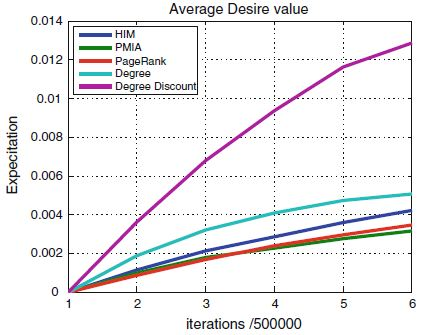 Average Desire value
0.014
0.012
0.01
0.008
0.006
0.004
0.002
0
Expecitation
HIM
PMIA
PageRank
Degree
Degree Discount
1 2 3 4 5 6
iterations /500000